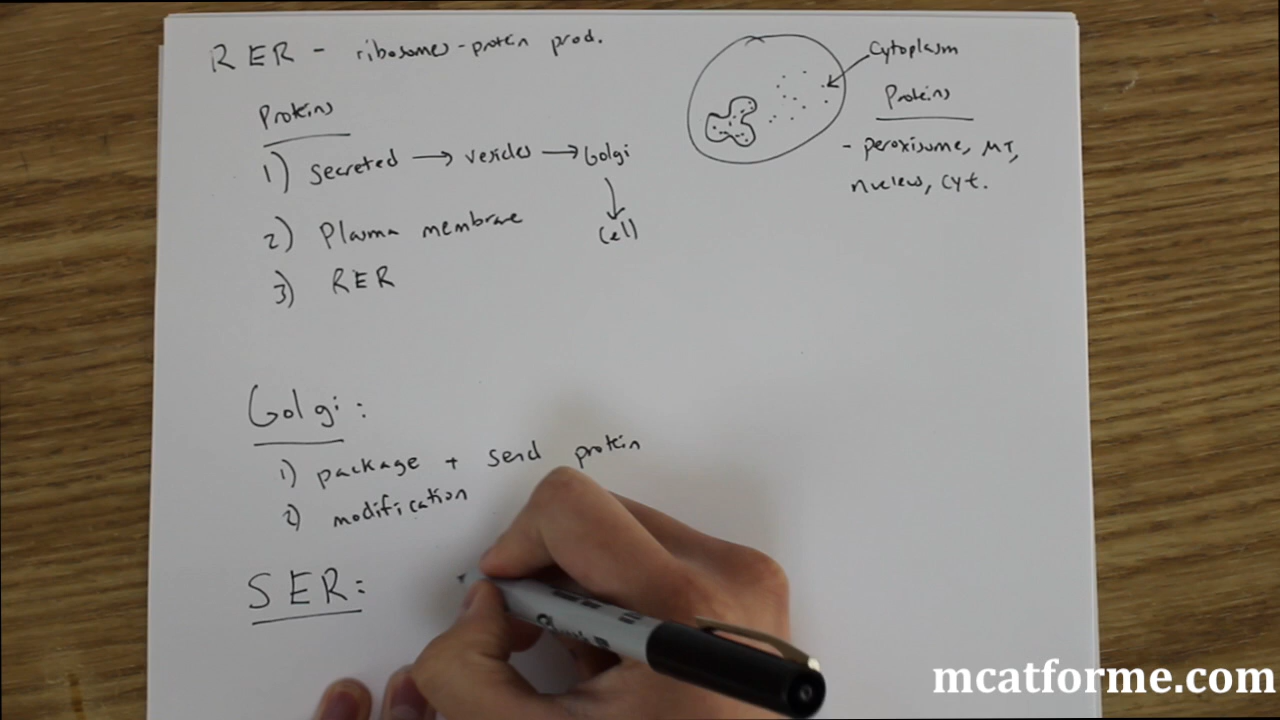 RER - ribosomes - protein prod.
Proteins
1) Secreted → vesicles → Golgi
↓
Cell
2) Plasma membrane
3) RER
Cytoplasm
Proteins
- peroxisome, MT,
nucleus, cyt.
Golgi:
1) package + send protein
2) modification
SER:
mcatforme.com